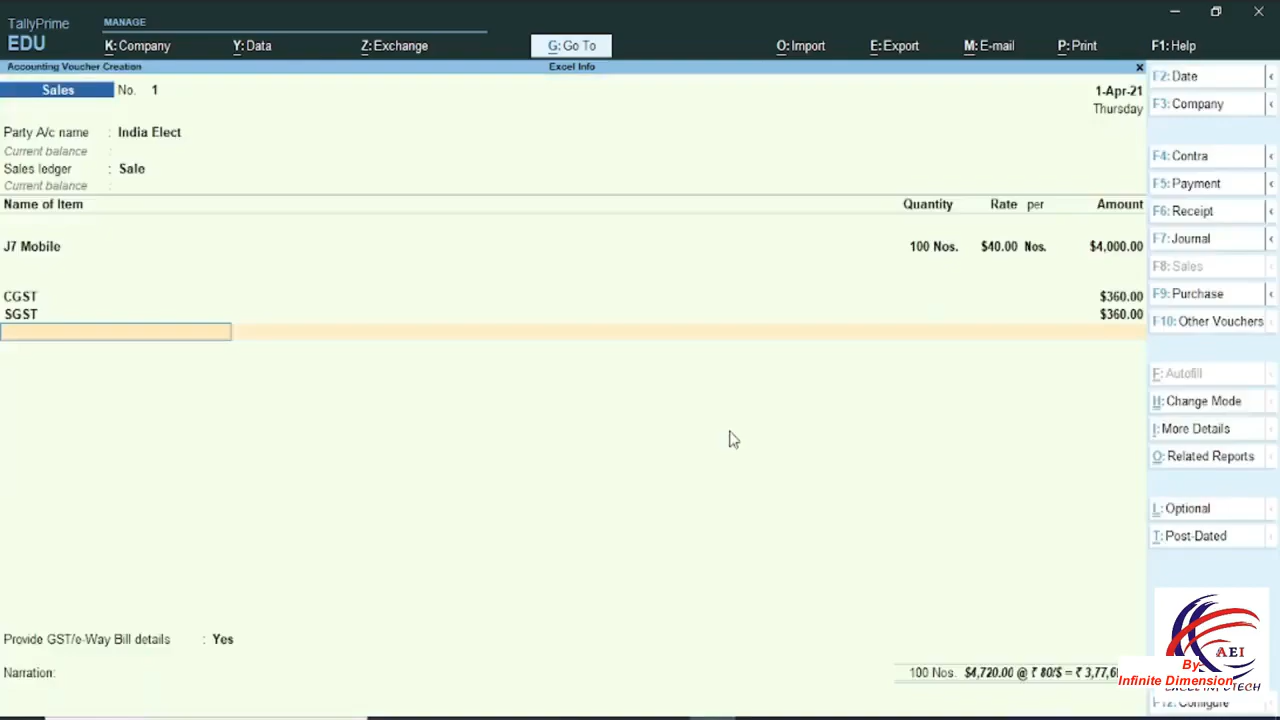 TallyPrime
EDU
MANAGE
K: Company Y: Data Z: Exchange G: Go To O: Import E: Export M: E-mail P: Print F1: Help
Accounting Voucher Creation Excel Info x
Sales No. 1 1-Apr-21
Thursday
Party A/c name : India Elect
Current balance :
Sales ledger : Sale
Current balance :
Name of Item Quantity Rate per Amount
J7 Mobile 100 Nos. $40.00 Nos. $4,000.00
CGST $360.00
SGST $360.00
Provide GST/e-Way Bill details : Yes
Narration: 100 Nos. $4,720.00 @ ₹ 80/$ = ₹
F2: Date
F3: Company
F4: Contra
F5: Payment
F6: Receipt
F7: Journal
F8: Sales
F9: Purchase
F10: Other Vouchers
F: Autofill
H: Change Mode
I: More Details
O: Related Reports
L: Optional
T: Post-Dated
AEI
By-
Infinite Dimension
F12: Configure